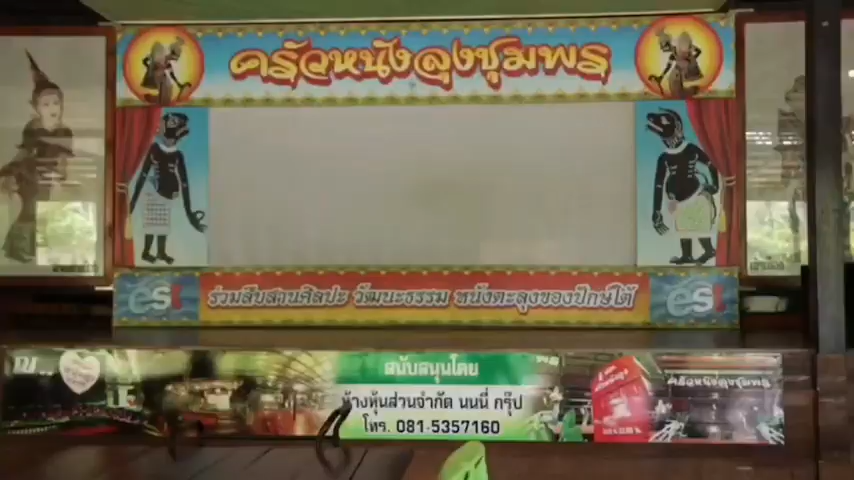 ครัวหนังลุงชุมพร
est ร่วมสืบสานศิลปะ วัฒนะธรรม หนังตะลุงของปักษ์ใต้ est
สนับสนุนโดย
ห้างหุ้นส่วนจำกัด นนนี่ กรุ๊ป
โทร. 081-5357160
ครัวหนังลุงชุมพร